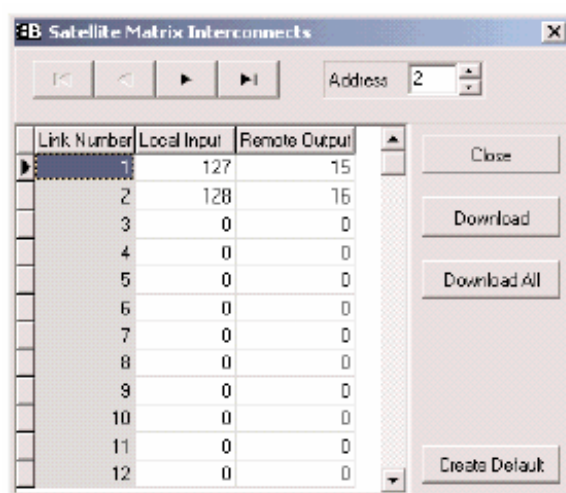 Satellite Matrix Interconnects
Address 2
Link Number Local Input Remote Output
1 127 15
2 128 16
3 0 0
4 0 0
5 0 0
6 0 0
7 0 0
8 0 0
9 0 0
10 0 0
11 0 0
12 0 0
Close
Download
Download All
Create Default